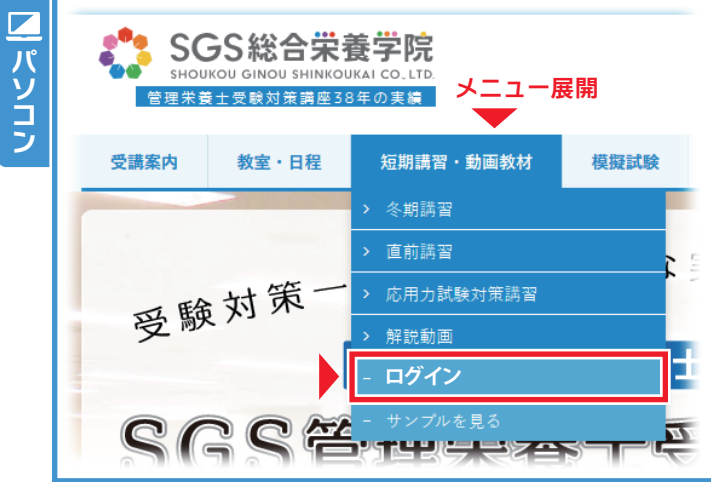 パソコン
SGS総合栄養学院
SHOUKOU GINOU SHINKOUKAI CO.,LTD.
管理栄養士受験対策講座38年の実績
メニュー展開
受講案内
教室・日程
短期講習・動画教材
模擬試験
› 冬期講習
› 直前講習
› 応用力試験対策講習
› 解説動画
- ログイン
- サンプルを見る
受験対策一
士
SGS管理栄養士受